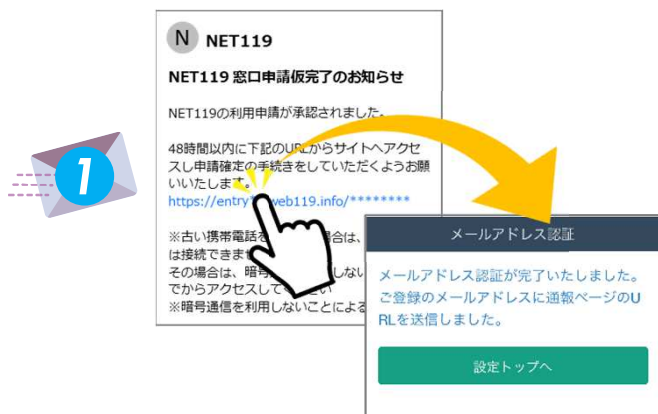 1
N NET119
NET119 窓口申請仮完了のお知らせ
NET119の利用申請が承認されました。
48時間以内に下記のURLからサイトへアクセ
スし申請確定の手続きをしていただくようお願
いいたします。
https://entry web119.info/********
※古い携帯電話 場合は、
は接続できませ
その場合は、暗号 しない
でからアクセスして ください
※暗号通信を利用しないことによる
メールアドレス認証
メールアドレス認証が完了いたしました。
ご登録のメールアドレスに通報ページのU
RLを送信しました。
設定トップへ